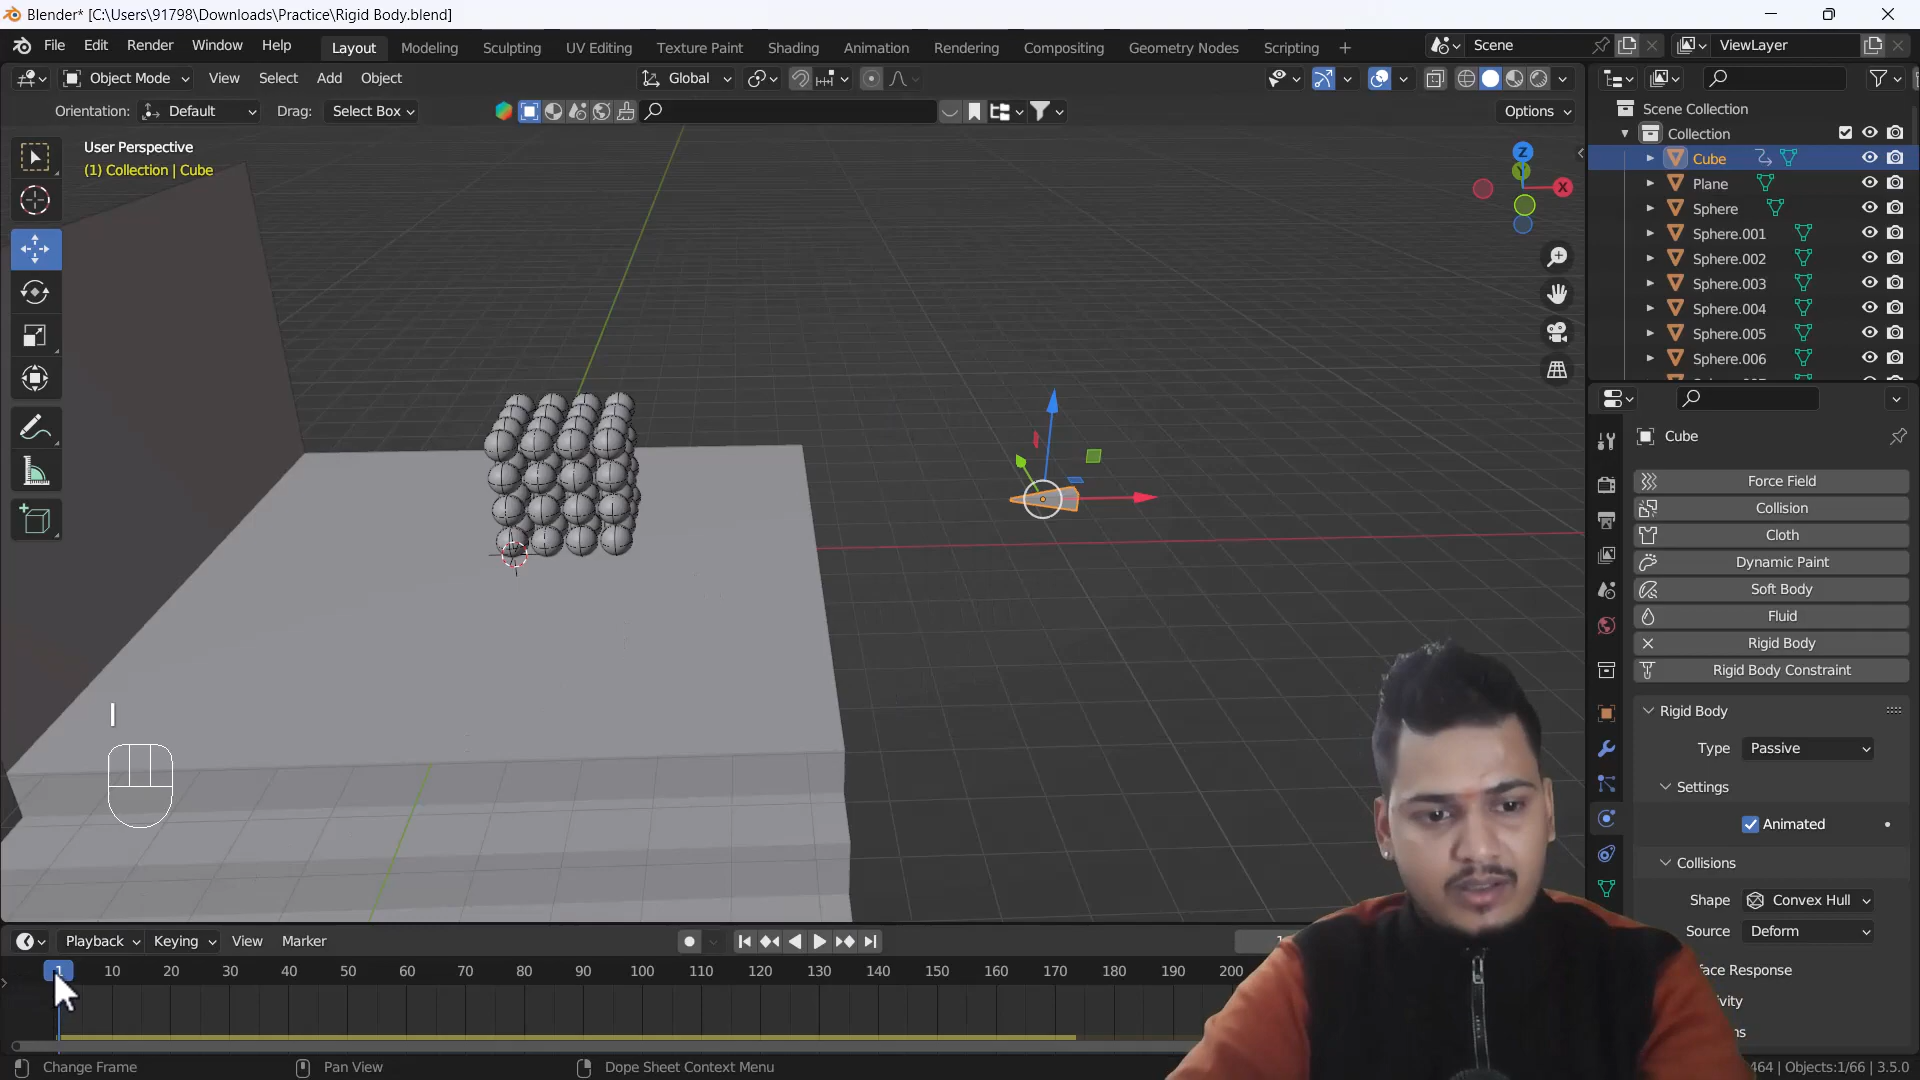 Blender* [C:\Users\91798\Downloads\Practice\Rigid Body.blend]
File Edit Render Window Help Layout Modeling Sculpting UV Editing Texture Paint Shading Animation Rendering Compositing Geometry Nodes Scripting + Scene ViewLayer
Object Mode View Select Add Object Global
Orientation: Default Drag: Select Box Options
User Perspective
(1) Collection | Cube
Z
Y
X
Scene Collection
Collection
Cube
Plane
Sphere
Sphere.001
Sphere.002
Sphere.003
Sphere.004
Sphere.005
Sphere.006
Cube
Force Field
Collision
Cloth
Dynamic Paint
Soft Body
Fluid
Rigid Body
Rigid Body Constraint
Rigid Body
Type Passive
Settings
Animated
Collisions
Shape Convex Hull
Source Deform
face Response
I
Playback Keying View Marker
1 10 20 30 40 50 60 70 80 90 100 110 120 130 140 150 160 170 180 190 200
Change Frame Pan View Dope Sheet Context Menu
464 | Objects:1/66 | 3.5.0